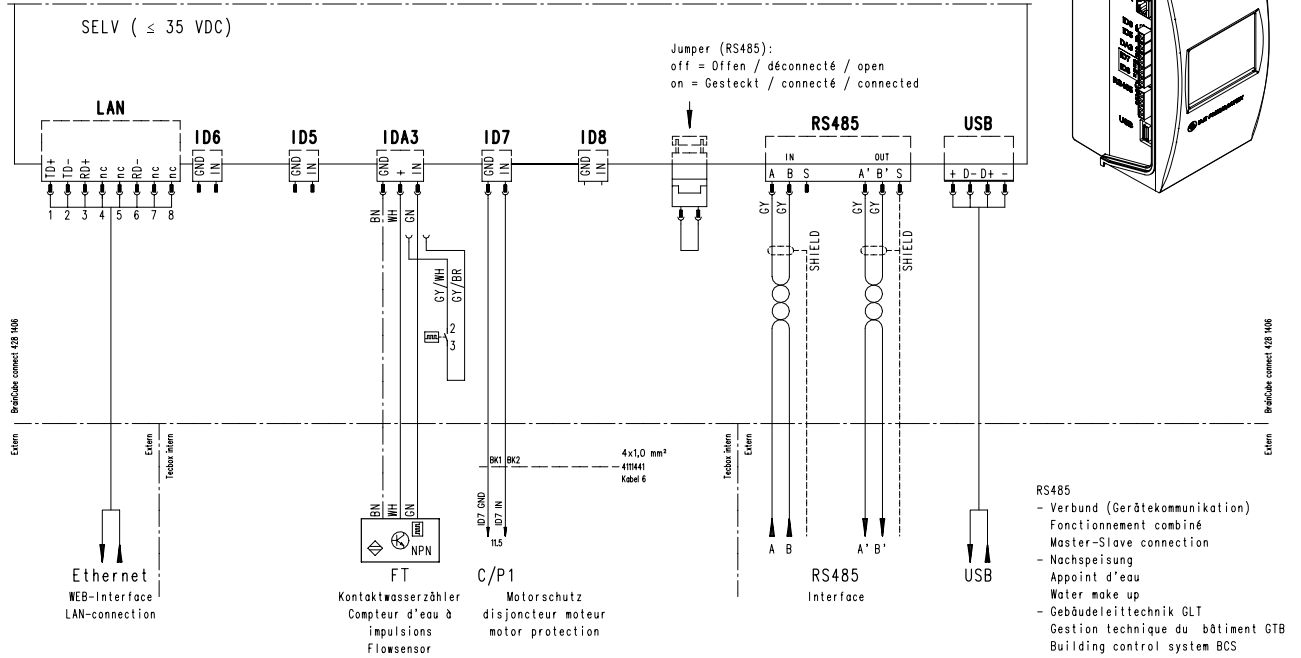 SELV ( ≤ 35 VDC)
Jumper (RS485):
off = Offen / déconnecté / open
on = Gesteckt / connecté / connected
LAN
ID6
ID5
IDA3
ID7
ID8
RS485
USB
TD+
TD-
RD+
nc
nc
RD-
nc
nc
GND
IN
GND
IN
GND
+
IN
GND
IN
GND
IN
IN
OUT
A B S
A' B' S
+ D- D+ -
1 2 3 4 5 6 7 8
BN
WH
GN
GY/WH
GY/BR
2
3
GY
GY
SHIELD
GY
GY
SHIELD
BrainCube connect 428 1406
BrainCube connect 428 1406
Extern
Extern
Tecbox intern
Tecbox intern
Extern
Extern
BK1 BK2
4x1,0 mm²
4111441
Kabel 6
ID7 GND
ID7 IN
11.5
BN
WH
GN
NPN
A B
A' B'
Ethernet
WEB-Interface
LAN-connection
FT
Kontaktwasserzähler
Compteur d'eau à
impulsions
Flowsensor
C/P1
Motorschutz
disjoncteur moteur
motor protection
RS485
Interface
USB
RS485
- Verbund (Gerätekommunikation)
Fonctionnement combiné
Master-Slave connection
- Nachspeisung
Appoint d'eau
Water make up
- Gebäudeleittechnik GLT
Gestion technique du bâtiment GTB
Building control system BCS
ID6
ID5
ID7
ID8
RS485
USB